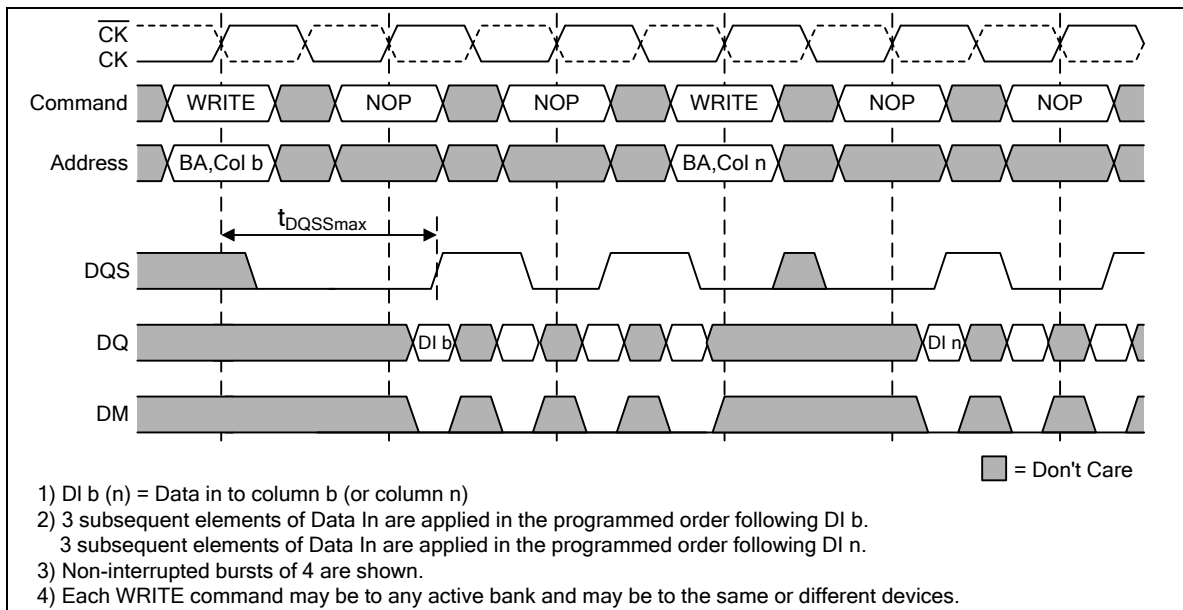 CK
CK
Command WRITE NOP NOP WRITE NOP NOP
Address BA,Col b BA,Col n
tDQSSmax
DQS
DQ DI b DI n
DM
= Don't Care
1) DI b (n) = Data in to column b (or column n)
2) 3 subsequent elements of Data In are applied in the programmed order following DI b.
3 subsequent elements of Data In are applied in the programmed order following DI n.
3) Non-interrupted bursts of 4 are shown.
4) Each WRITE command may be to any active bank and may be to the same or different devices.